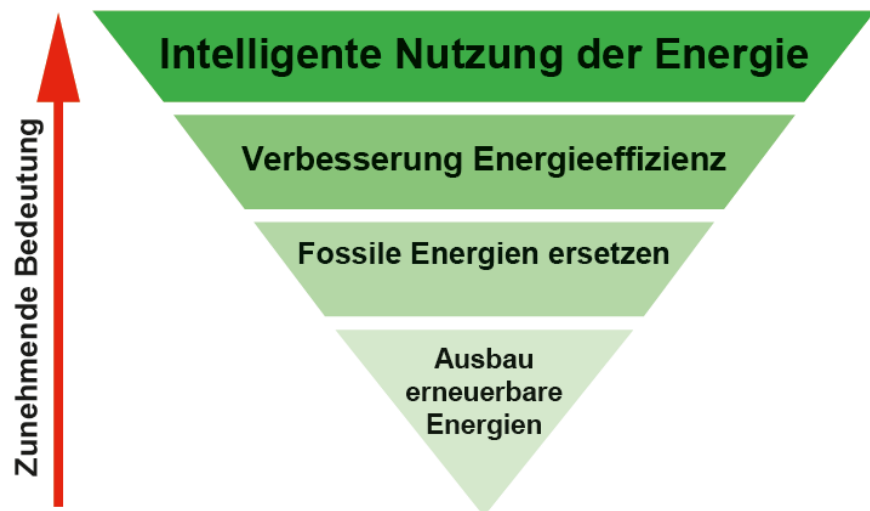 Intelligente Nutzung der Energie
Verbesserung Energieeffizienz
Fossile Energien ersetzen
Ausbau
erneuerbare
Energien
Zunehmende Bedeutung